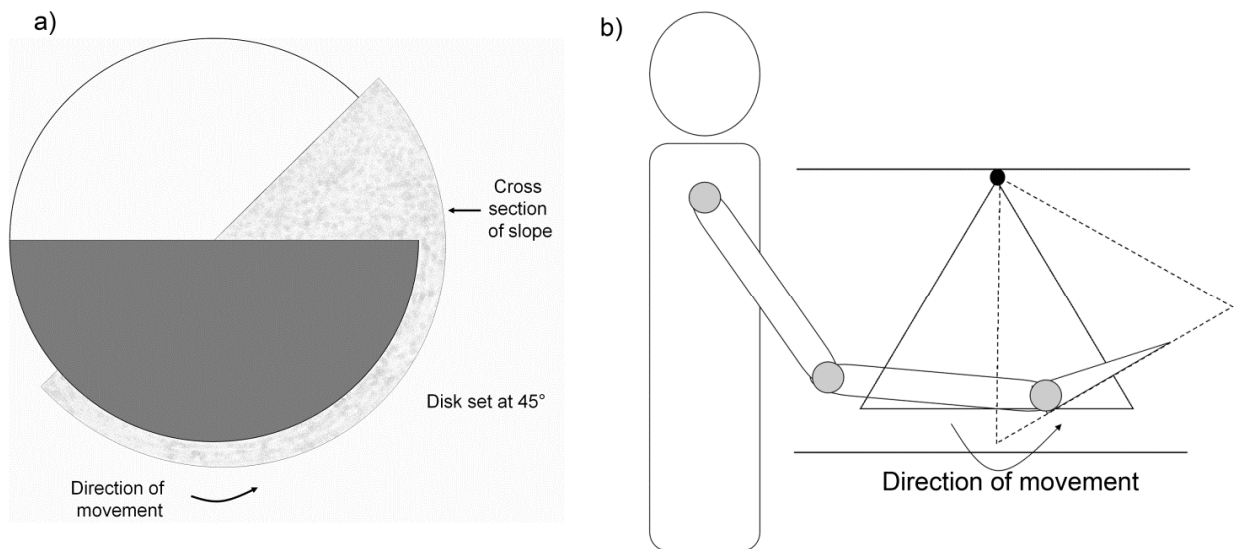 a)
Cross
section
of slope
Disk set at 45°
Direction of
movement
b)
Direction of movement